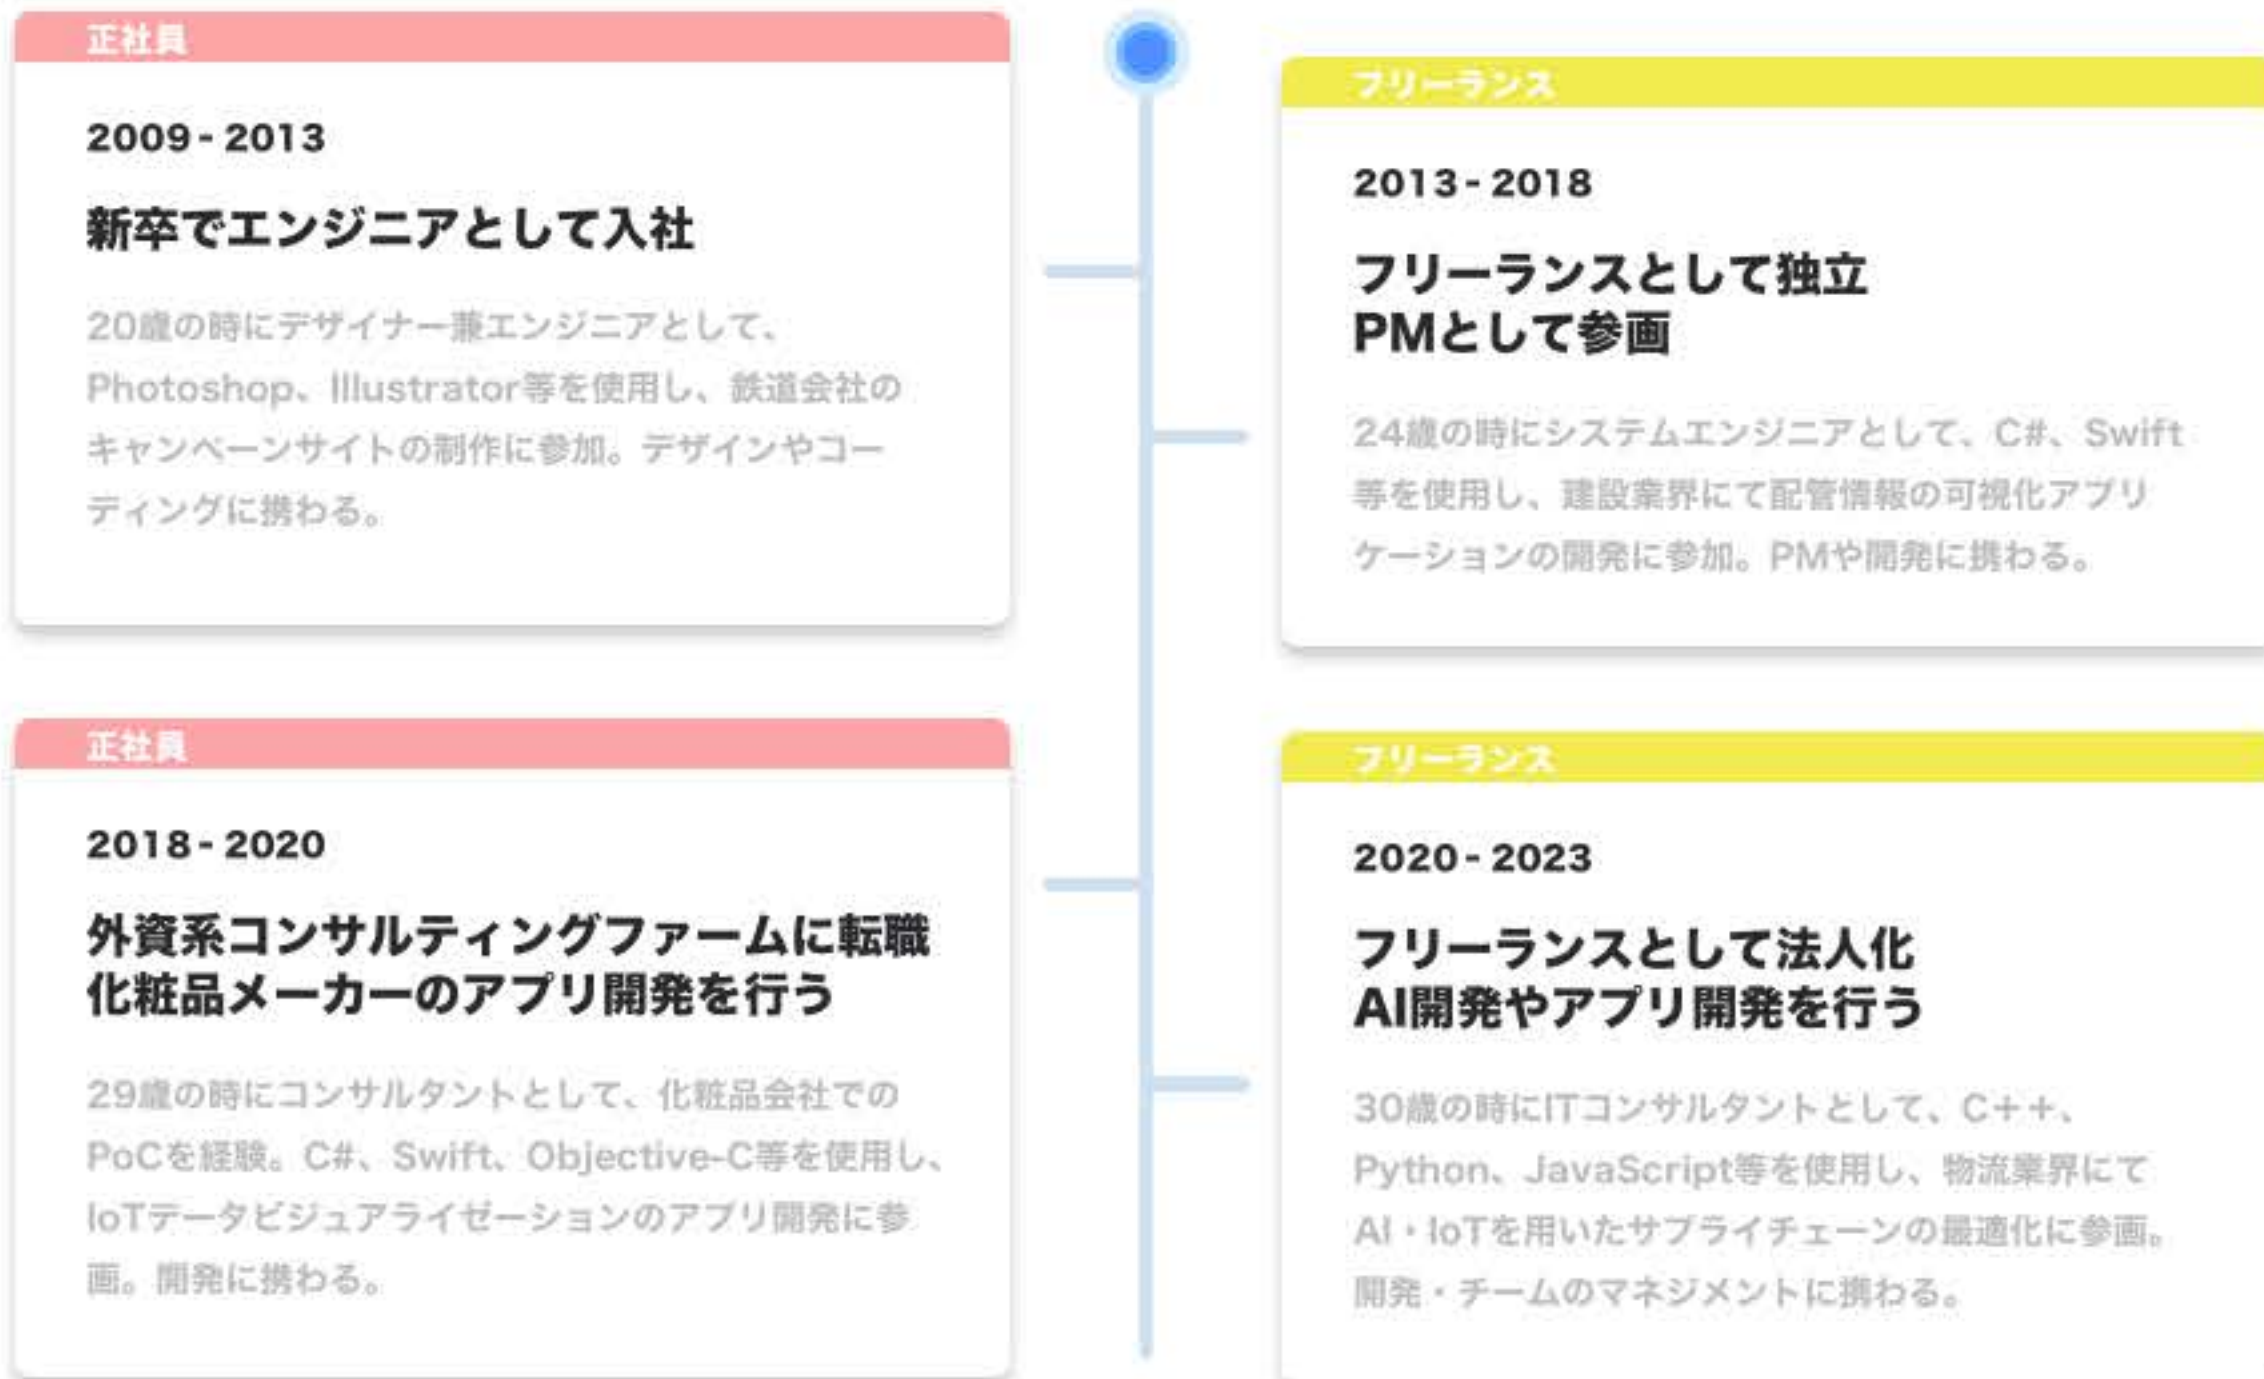 正社員
2009 - 2013
新卒でエンジニアとして入社
20歳の時にデザイナー兼エンジニアとして、
Photoshop、Illustrator等を使用し、鉄道会社の
キャンペーンサイトの制作に参加。デザインやコー
ディングに携わる。
フリーランス
2013 - 2018
フリーランスとして独立
PMとして参画
24歳の時にシステムエンジニアとして、C#、Swift
等を使用し、建設業界にて配管情報の可視化アプリ
ケーションの開発に参加。PMや開発に携わる。
正社員
2018 - 2020
外資系コンサルティングファームに転職
化粧品メーカーのアプリ開発を行う
29歳の時にコンサルタントとして、化粧品会社での
PoCを経験。C#、Swift、Objective-C等を使用し、
IoTデータビジュアライゼーションのアプリ開発に参
画。開発に携わる。
フリーランス
2020 - 2023
フリーランスとして法人化
AI開発やアプリ開発を行う
30歳の時にITコンサルタントとして、C++、
Python、JavaScript等を使用し、物流業界にて
AI・IoTを用いたサプライチェーンの最適化に参画。
開発・チームのマネジメントに携わる。